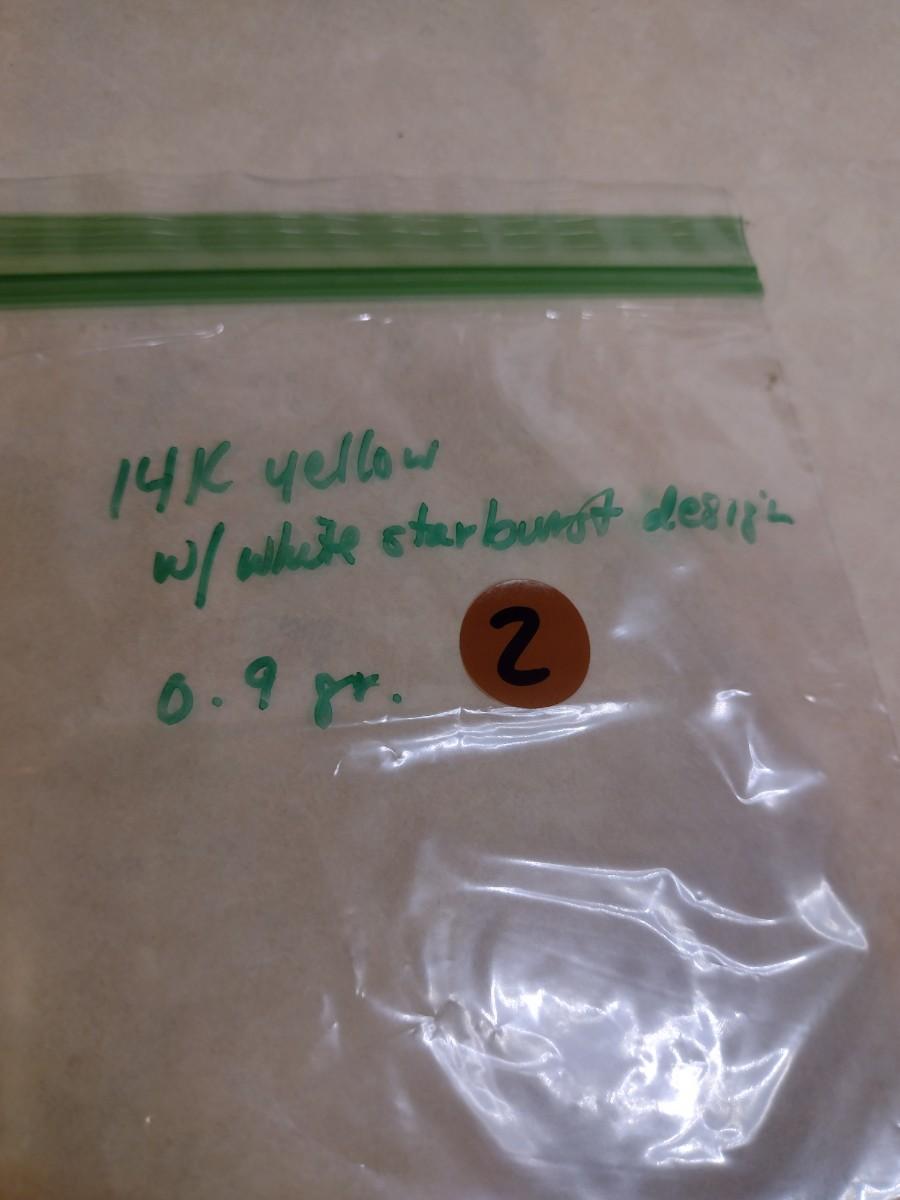 14K yellow
w/ white starburst design
2
0.9 gr.